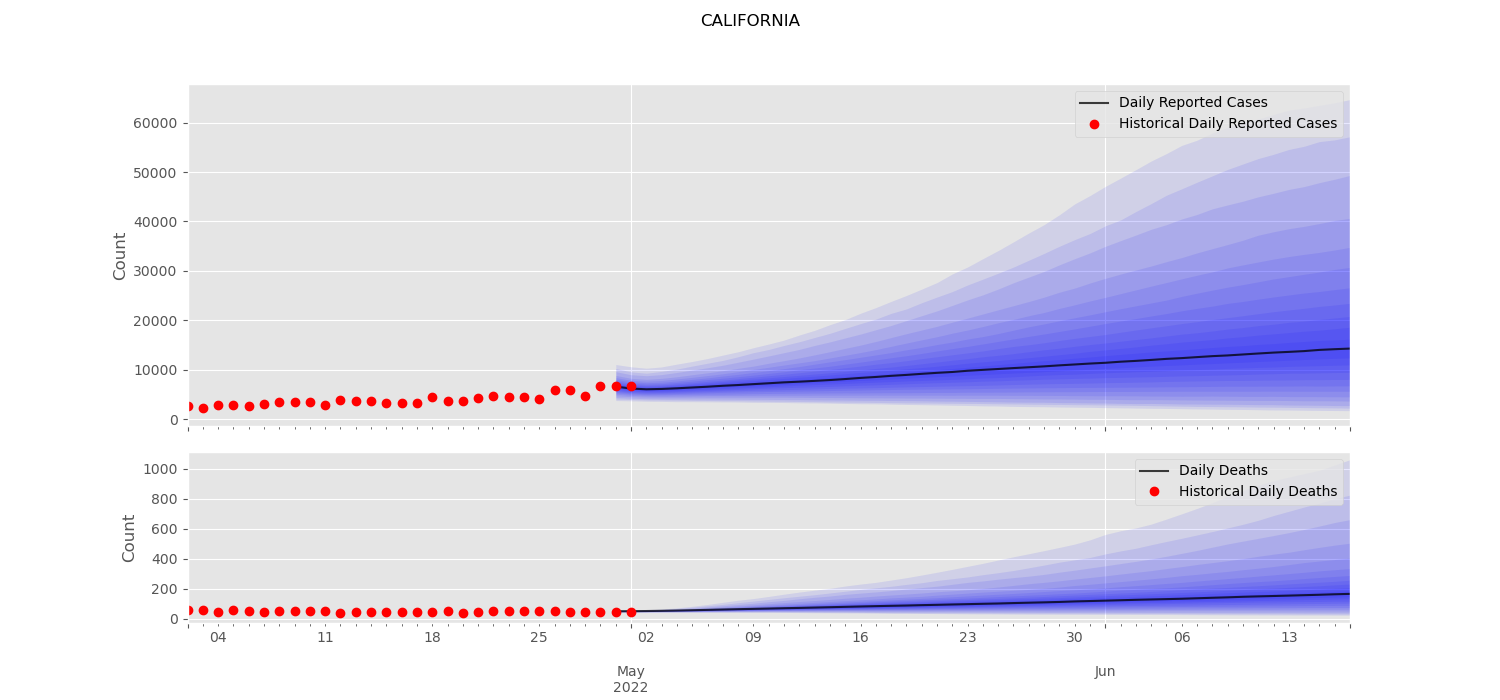 CALIFORNIA
Count
60000
50000
40000
30000
20000
10000
0
Daily Reported Cases
Historical Daily Reported Cases
Count
1000
800
600
400
200
0
Daily Deaths
Historical Daily Deaths
04 11 18 25 02 09 16 23 30 06 13
May Jun
2022